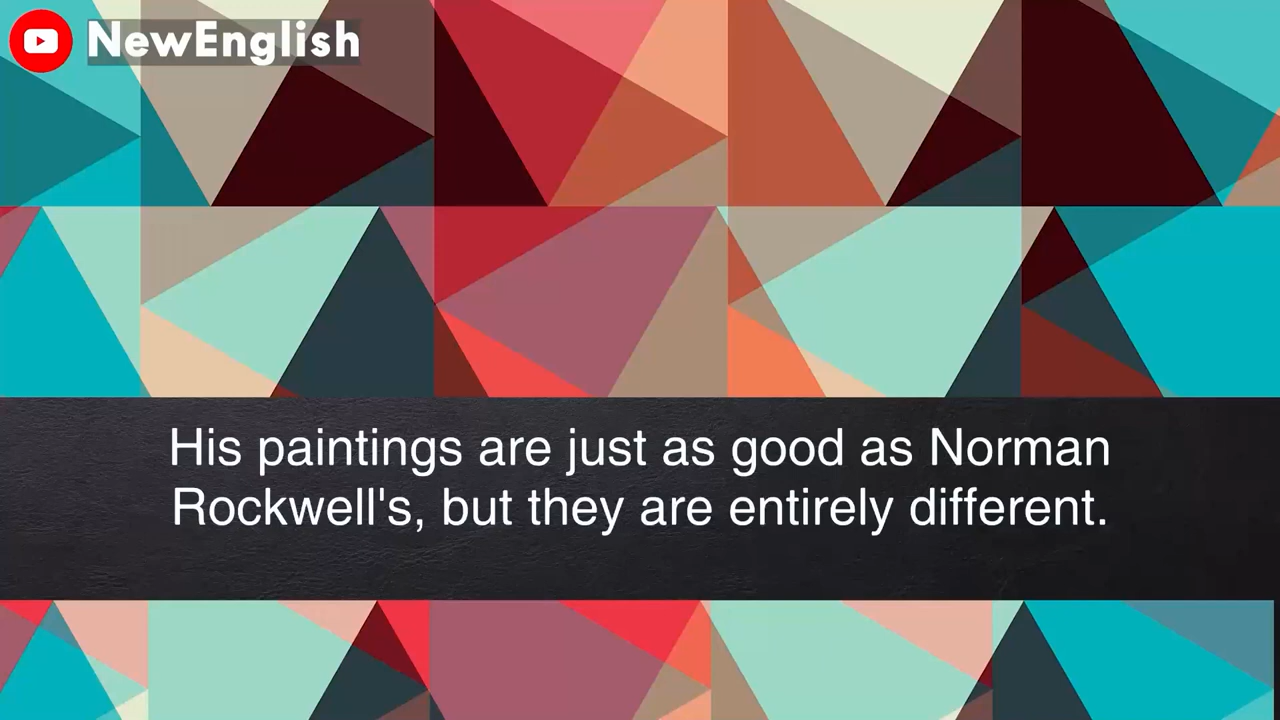 NewEnglish
His paintings are just as good as Norman
Rockwell's, but they are entirely different.